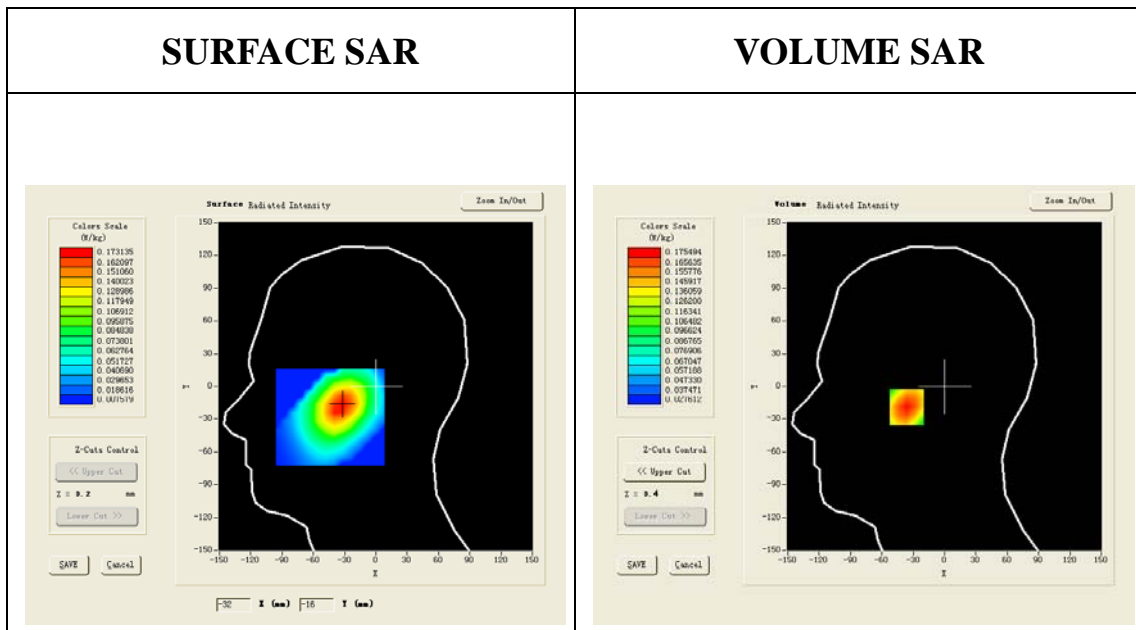 SURFACE SAR
VOLUME SAR
Surface Radiated Intensity
Zoom In/Out
Colors Scale
(W/kg)
0.173135
0.162097
0.151060
0.140023
0.128986
0.117949
0.106912
0.095875
0.084838
0.073801
0.062764
0.051727
0.040690
0.029653
0.018616
0.007579
150
120
90
60
30
0
-30
-60
-90
-120
-150
Y
-150 -120 -90 -60 -30 0 30 60 90 120 150
X
Z-Cuts Control
<< Upper Cut
Lower Cut >>
SAVE Cancel
-32 X (mm) -16 Y (mm)
Volume Radiated Intensity
Zoom In/Out
Colors Scale
(W/kg)
0.175494
0.165635
0.155776
0.145917
0.136059
0.126200
0.116341
0.106482
0.096624
0.086765
0.076906
0.067047
0.057188
0.047330
0.037471
0.027612
150
120
90
60
30
0
-30
-60
-90
-120
-150
Y
-150 -120 -90 -60 -30 0 30 60 90 120 150
X
Z-Cuts Control
<< Upper Cut
Lower Cut >>
SAVE Cancel